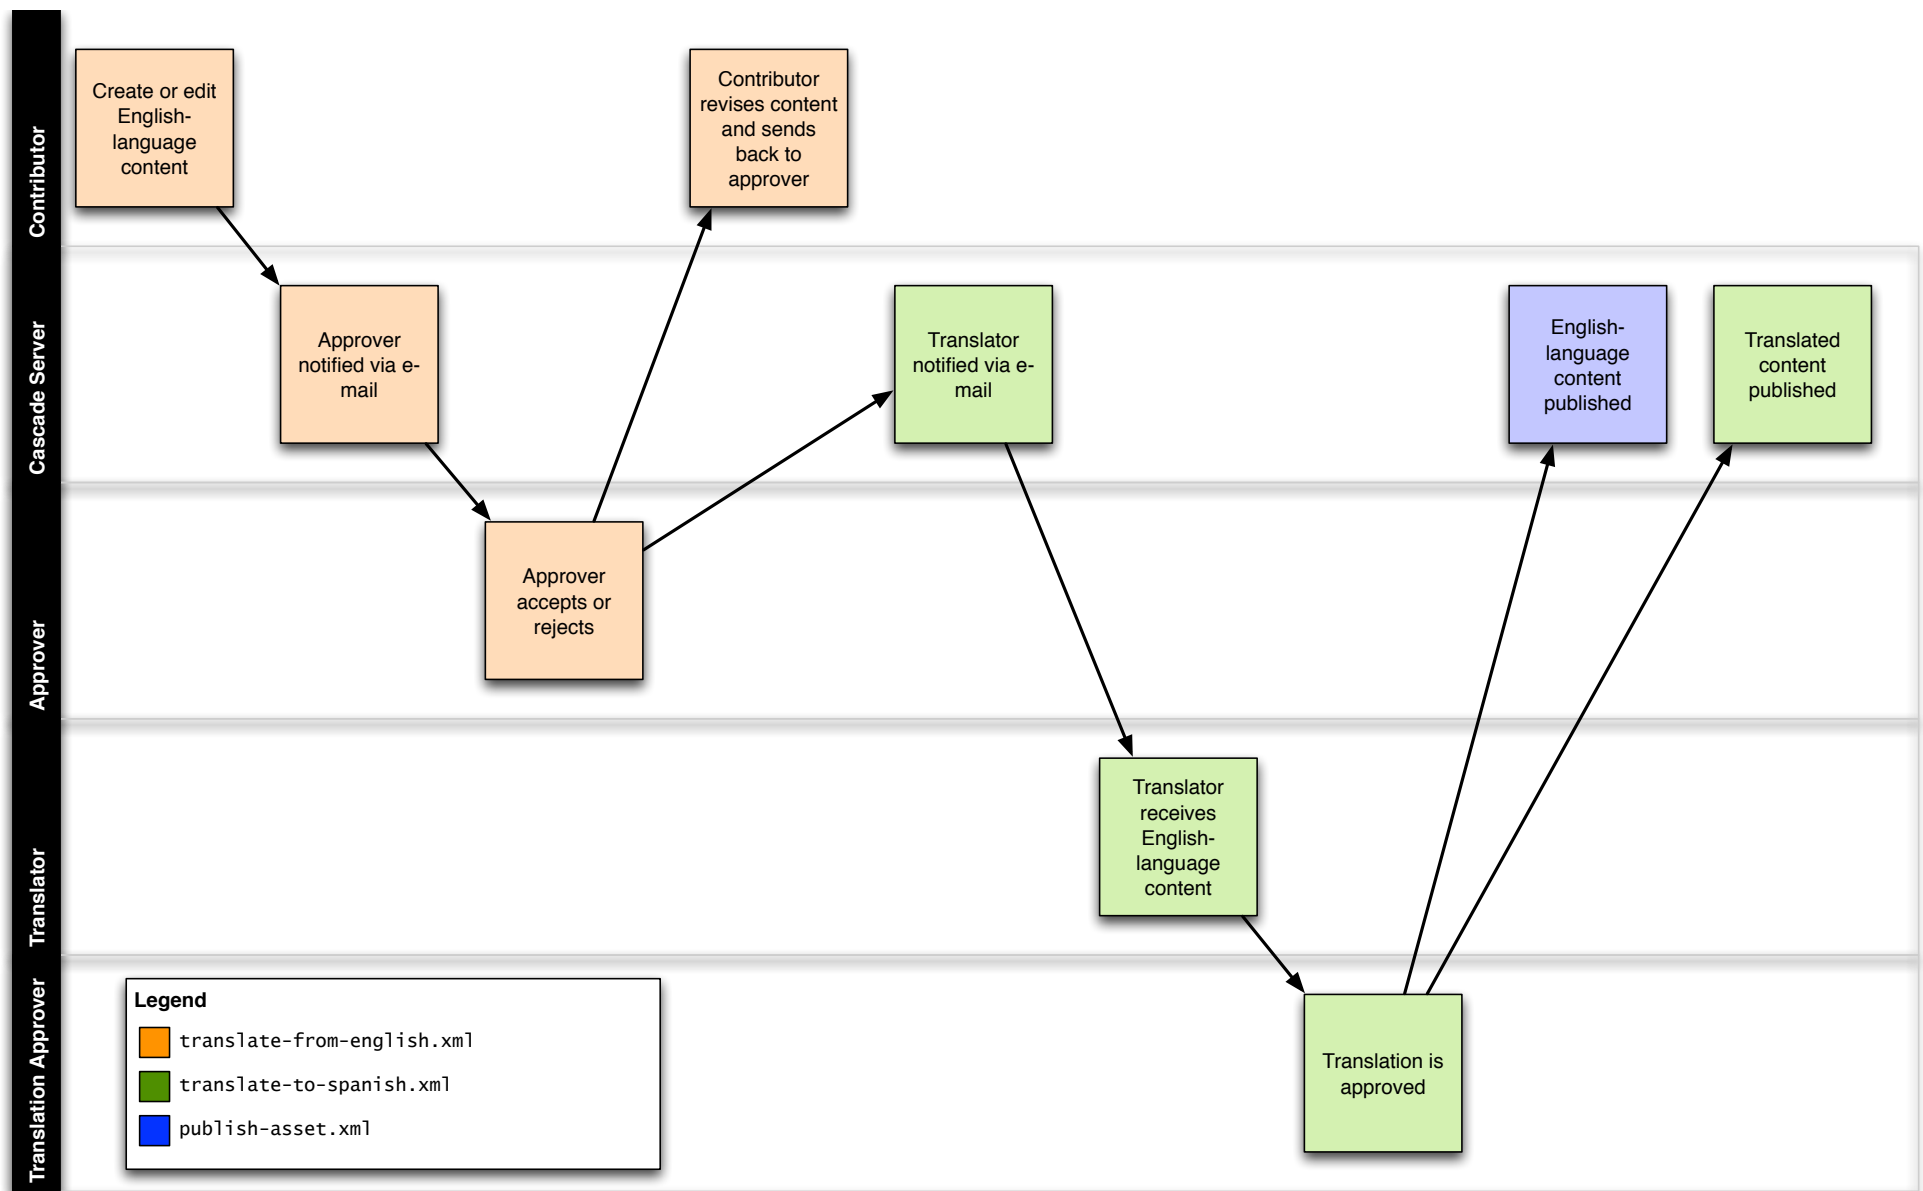 Contributor
Create or edit
English-
language
content
Contributor
revises content
and sends
back to
approver
Cascade Server
Approver
notified via e-
mail
Translator
notified via e-
mail
English-
language
content
published
Translated
content
published
Approver
Approver
accepts or
rejects
Translator
Translator
receives
English-
language
content
Translation Approver
Legend
translate-from-english.xml
translate-to-spanish.xml
publish-asset.xml
Translation is
approved